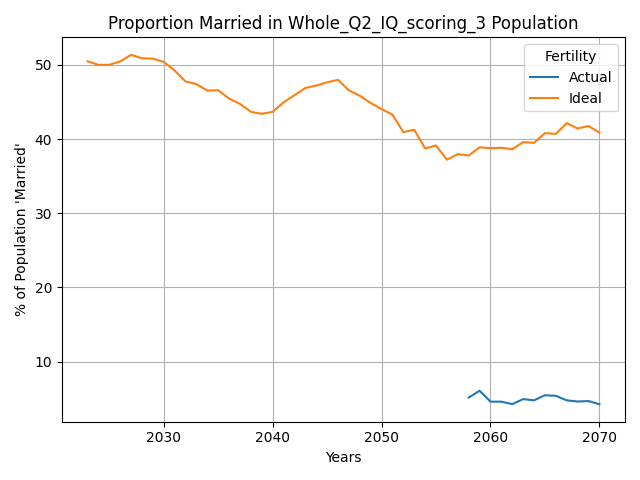 Proportion Married in Whole_Q2_IQ_scoring_3 Population
% of Population 'Married'
50
40
30
20
10
Fertility
Actual
Ideal
2030 2040 2050 2060 2070
Years